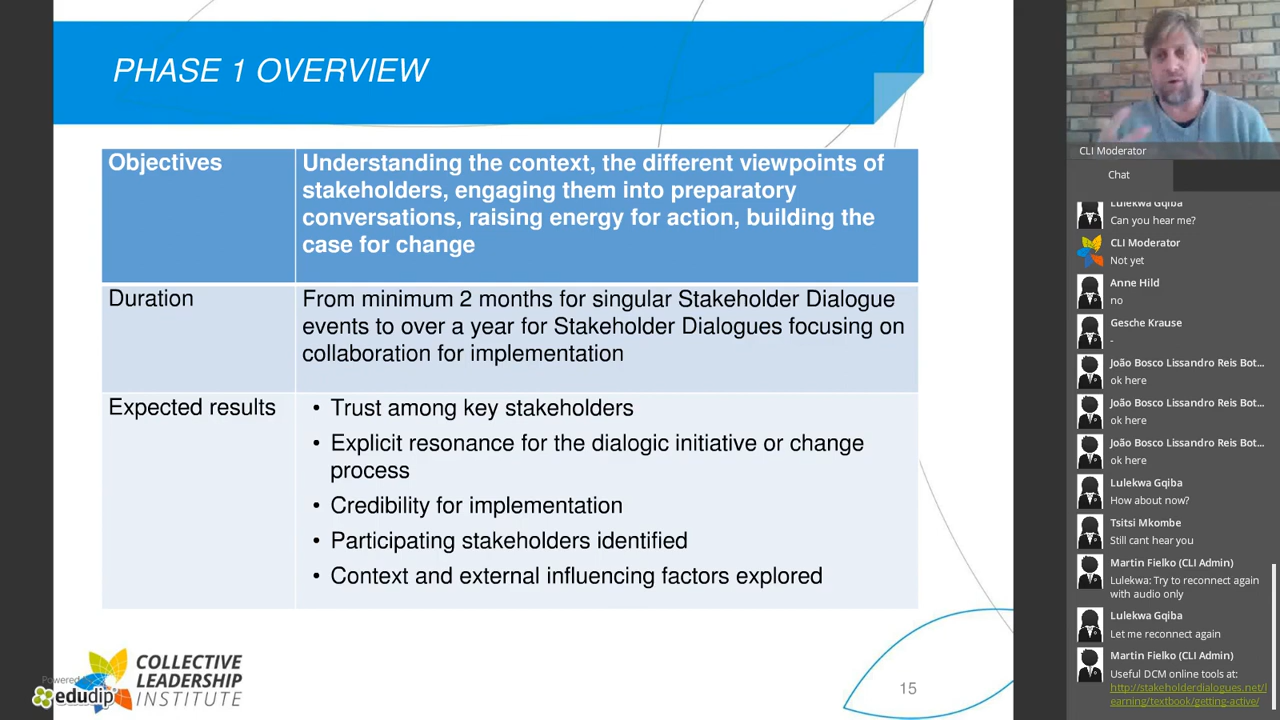 PHASE 1 OVERVIEW
Objectives
Understanding the context, the different viewpoints of
stakeholders, engaging them into preparatory
conversations, raising energy for action, building the
case for change
Duration
From minimum 2 months for singular Stakeholder Dialogue
events to over a year for Stakeholder Dialogues focusing on
collaboration for implementation
Expected results
• Trust among key stakeholders
• Explicit resonance for the dialogic initiative or change
process
• Credibility for implementation
• Participating stakeholders identified
• Context and external influencing factors explored
COLLECTIVE
LEADERSHIP
INSTITUTE
Powered
edudip
15
CLI Moderator
Chat
Lulekwa Gqiba
Can you hear me?
CLI Moderator
Not yet
Anne Hild
no
Gesche Krause
-
João Bosco Lissandro Reis Bot...
ok here
João Bosco Lissandro Reis Bot...
ok here
João Bosco Lissandro Reis Bot...
ok here
Lulekwa Gqiba
How about now?
Tsitsi Mkombe
Still cant hear you
Martin Fielko (CLI Admin)
Lulekwa: Try to reconnect again
with audio only
Lulekwa Gqiba
Let me reconnect again
Martin Fielko (CLI Admin)
Useful DCM online tools at:
http://stakeholderdialogues.net/l
earning/textbook/getting-active/